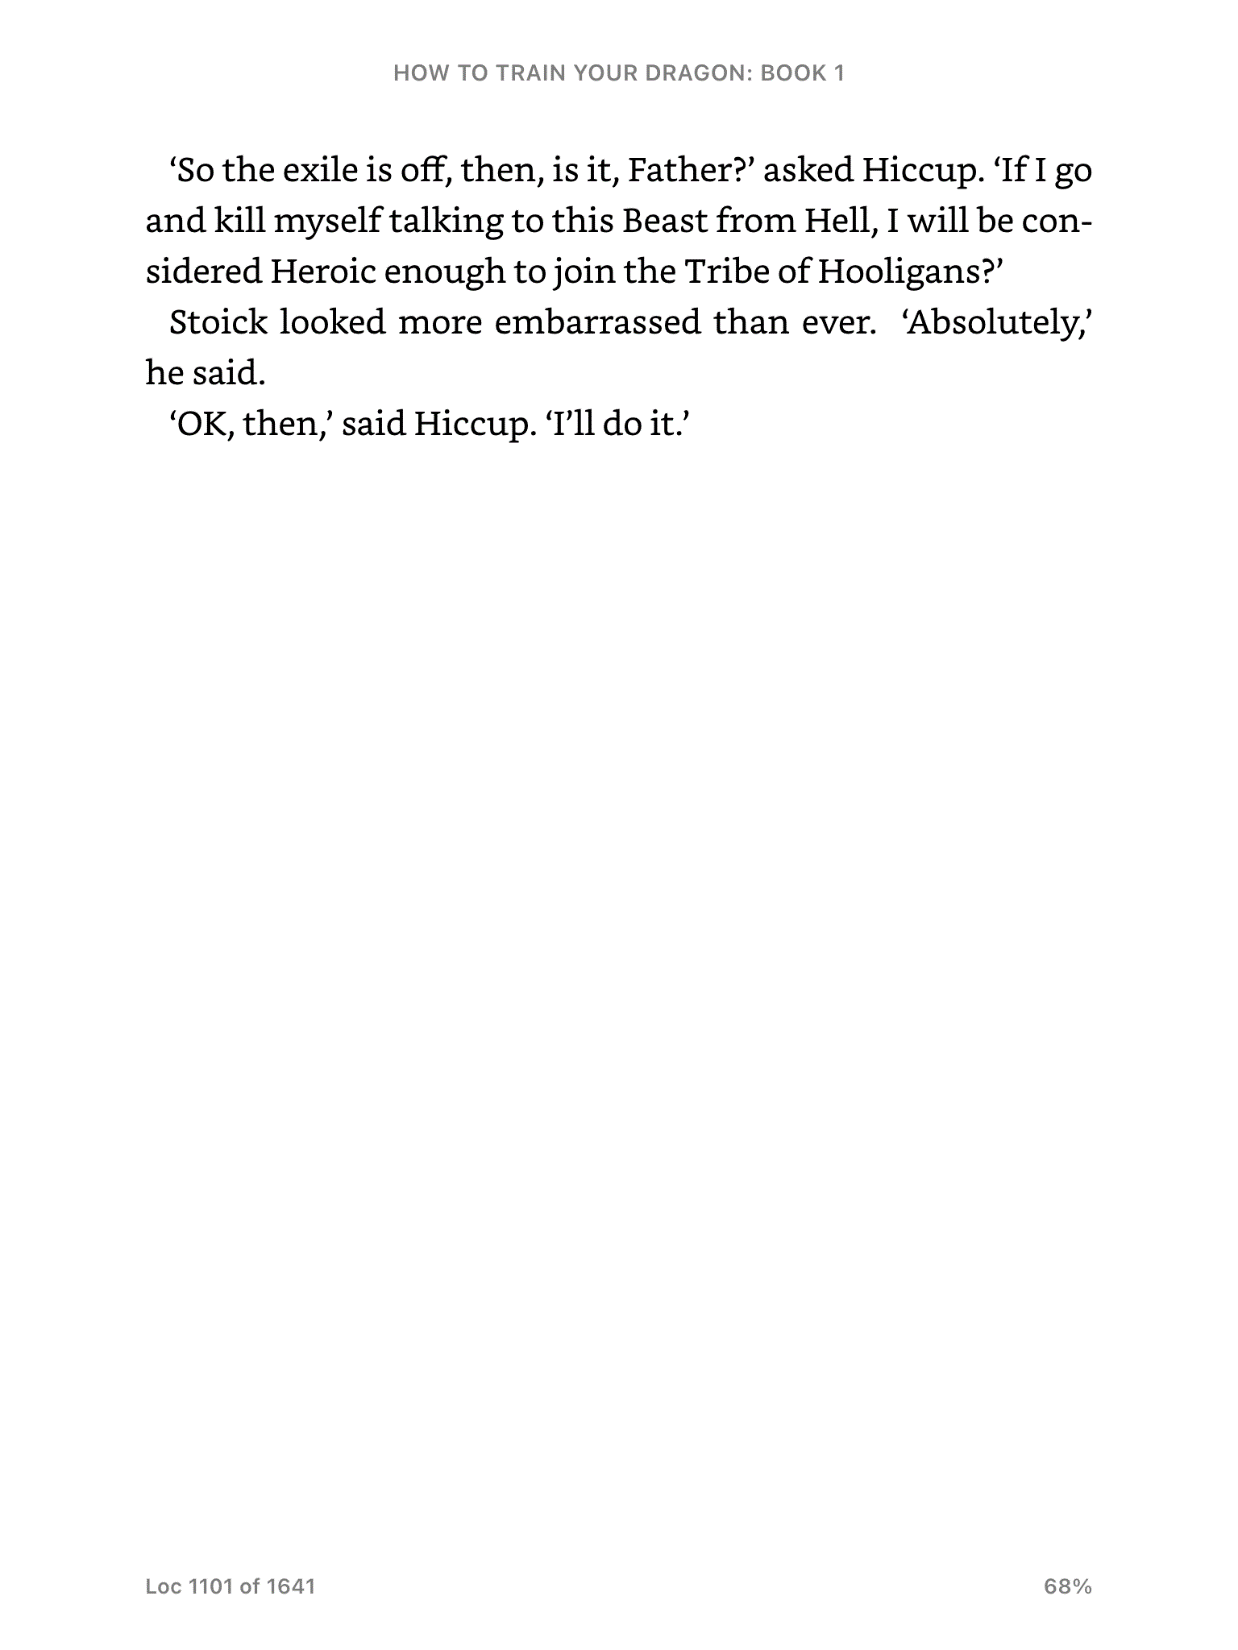 HOW TO TRAIN YOUR DRAGON: BOOK 1
‘So the exile is off, then, is it, Father?’ asked Hiccup. ‘If I go
and kill myself talking to this Beast from Hell, I will be con-
sidered Heroic enough to join the Tribe of Hooligans?’
Stoick looked more embarrassed than ever. ‘Absolutely,’
he said.
‘OK, then,’ said Hiccup. ‘I’ll do it.’
Loc 1101 of 1641
68%